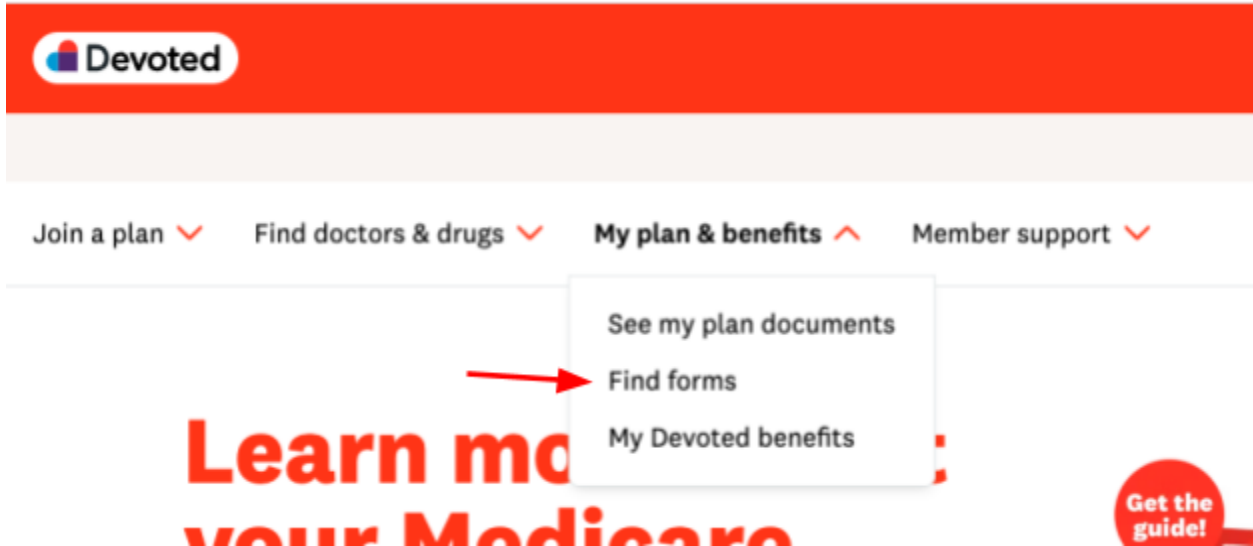 Devoted
Join a plan
Find doctors & drugs
My plan & benefits
Member support
See my plan documents
Find forms
My Devoted benefits
Learn
your Medicare
Get the
guide!